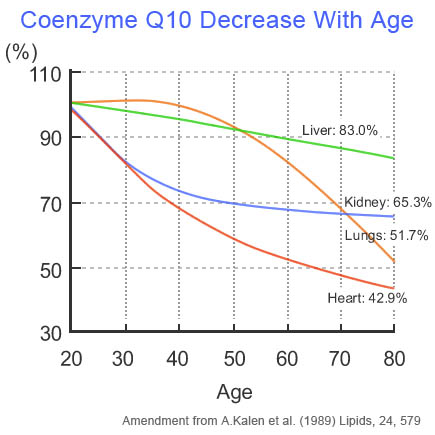 Coenzyme Q10 Decrease With Age
(%)
110
90
70
50
30
Liver: 83.0%
Kidney: 65.3%
Lungs: 51.7%
Heart: 42.9%
20 30 40 50 60 70 80
Age
Amendment from A.Kalen et al. (1989) Lipids, 24, 579